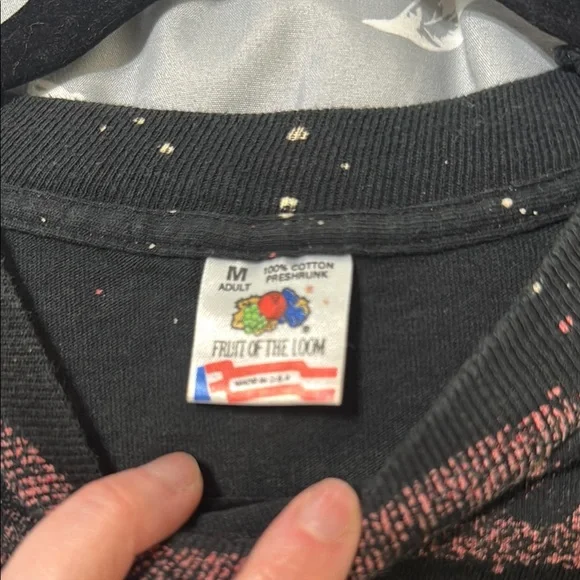 M 100% COTTON
ADULT PRESHRUNK
FRUIT OF THE LOOM
MADE IN U.S.A.